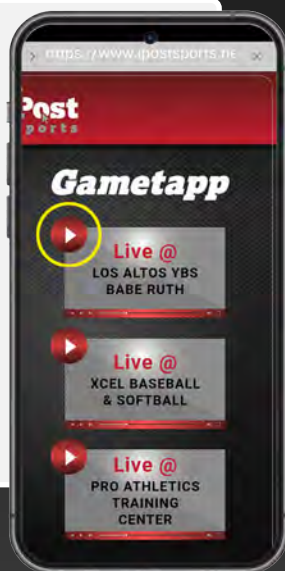 https://www.ipostsports.ne
Post
ports
Gametapp
Live @
LOS ALTOS YBS
BABE RUTH
Live @
XCEL BASEBALL
& SOFTBALL
Live @
PRO ATHLETICS
TRAINING
CENTER